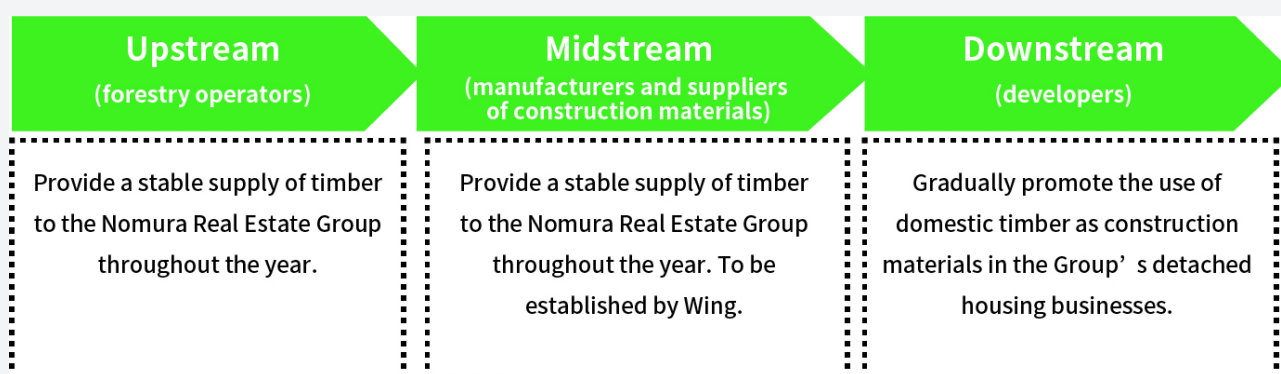 Upstream
(forestry operators)
Provide a stable supply of timber
to the Nomura Real Estate Group
throughout the year.
Midstream
(manufacturers and suppliers
of construction materials)
Provide a stable supply of timber
to the Nomura Real Estate Group
throughout the year. To be
established by Wing.
Downstream
(developers)
Gradually promote the use of
domestic timber as construction
materials in the Group’ s detached
housing businesses.